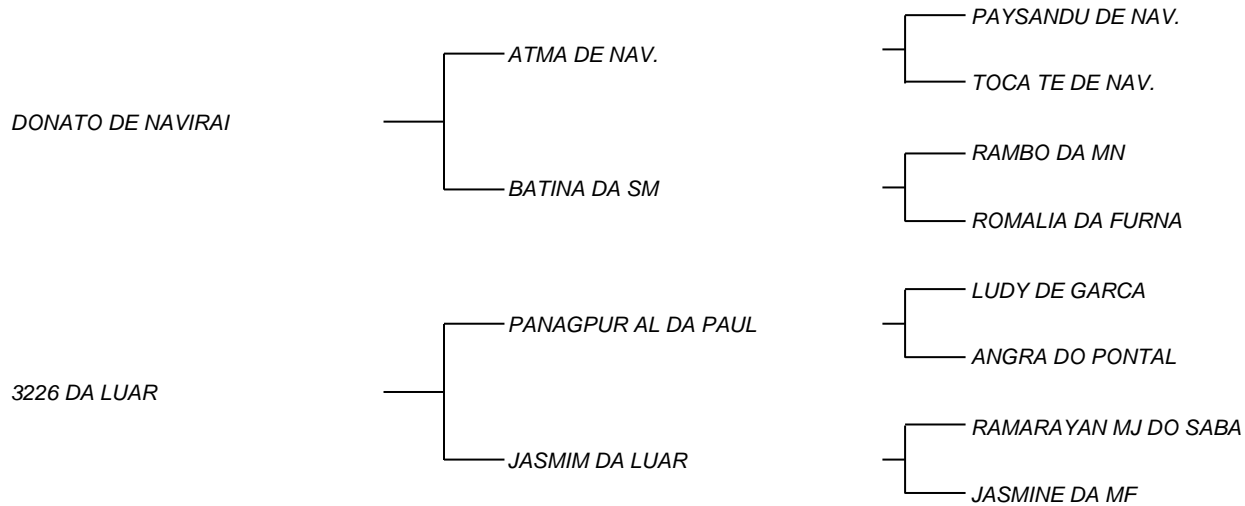 PAYSANDU DE NAV.
ATMA DE NAV.
TOCA TE DE NAV.
DONATO DE NAVIRAI
RAMBO DA MN
BATINA DA SM
ROMALIA DA FURNA
LUDY DE GARCA
PANAGPUR AL DA PAUL
ANGRA DO PONTAL
3226 DA LUAR
RAMARAYAN MJ DO SABA
JASMIM DA LUAR
JASMINE DA MF